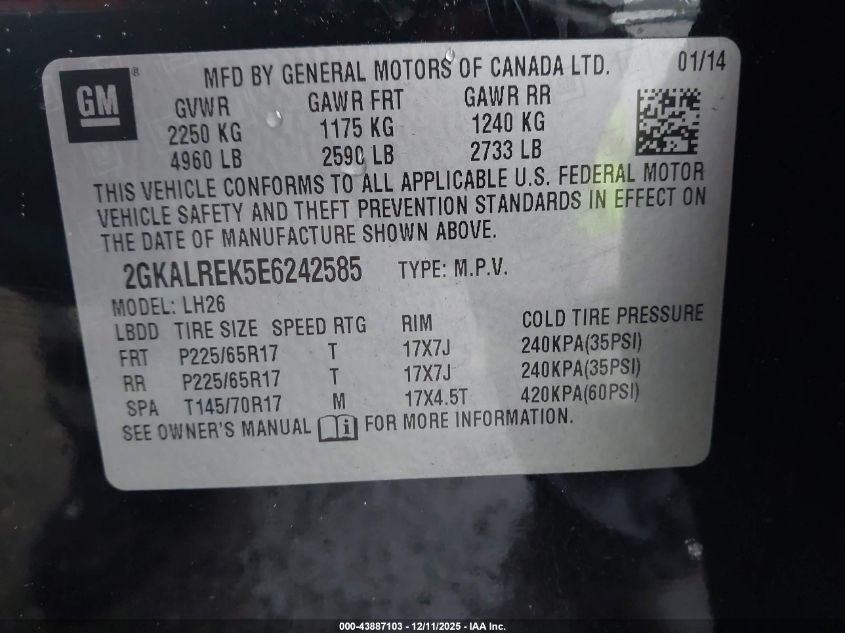 GM ®
MFD BY GENERAL MOTORS OF CANADA LTD. 01/14
GVWR GAWR FRT GAWR RR
2250 KG 1175 KG 1240 KG
4960 LB 2590 LB 2733 LB
THIS VEHICLE CONFORMS TO ALL APPLICABLE U.S. FEDERAL MOTOR
VEHICLE SAFETY AND THEFT PREVENTION STANDARDS IN EFFECT ON
THE DATE OF MANUFACTURE SHOWN ABOVE.
2GKALREK5E6242585 TYPE: M.P.V.
MODEL: LH26
LBDD TIRE SIZE SPEED RTG RIM COLD TIRE PRESSURE
FRT P225/65R17 T 17X7J 240KPA(35PSI)
RR P225/65R17 T 17X7J 240KPA(35PSI)
SPA T145/70R17 M 17X4.5T 420KPA(60PSI)
SEE OWNER'S MANUAL i FOR MORE INFORMATION.
000-43887103 - 12/11/2025 - IAA Inc.